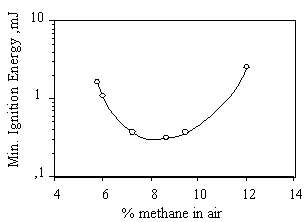 10
Min. Ignition Energy ,mJ
1
,1
4 6 8 10 12 14
% methane in air